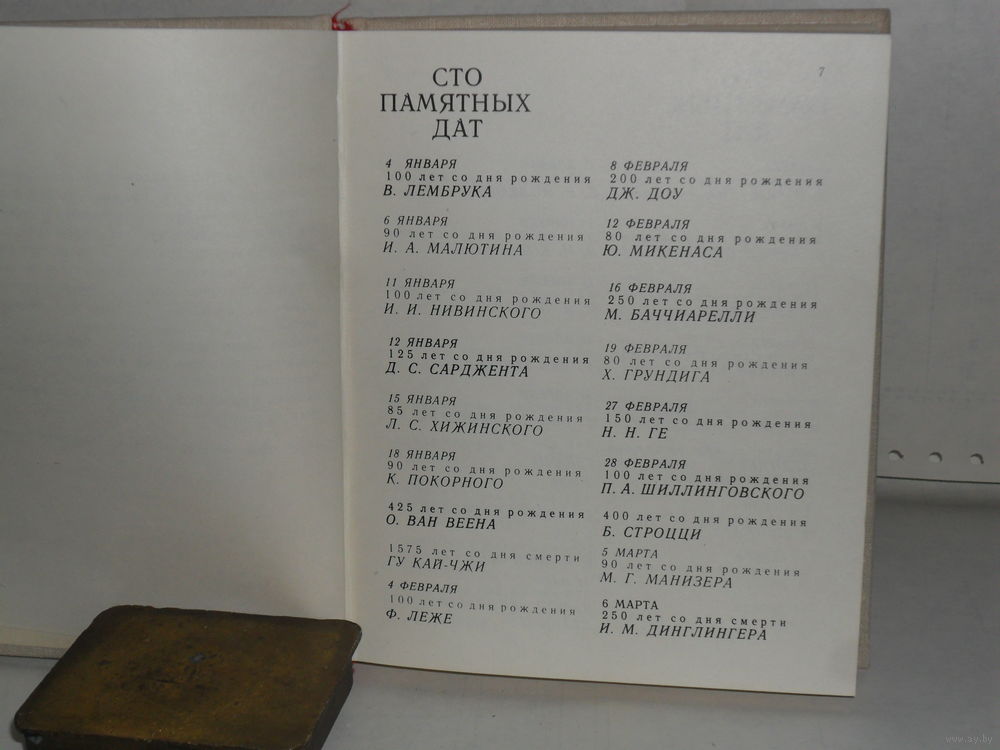 7
СТО
ПАМЯТНЫХ
ДАТ
4 ЯНВАРЯ
100 лет со дня рождения
В. ЛЕМБРУКА
6 ЯНВАРЯ
90 лет со дня рождения
И. А. МАЛЮТИНА
11 ЯНВАРЯ
100 лет со дня рождения
И. И. НИВИНСКОГО
12 ЯНВАРЯ
125 лет со дня рождения
Д. С. САРДЖЕНТА
15 ЯНВАРЯ
85 лет со дня рождения
Л. С. ХИЖИНСКОГО
18 ЯНВАРЯ
90 лет со дня рождения
К. ПОКОРНОГО
425 лет со дня рождения
О. ВАН ВЕЕНА
1575 лет со дня смерти
ГУ КАЙ-ЧЖИ
4 ФЕВРАЛЯ
100 лет со дня рождения
Ф. ЛЕЖЕ
8 ФЕВРАЛЯ
200 лет со дня рождения
ДЖ. ДОУ
12 ФЕВРАЛЯ
80 лет со дня рождения
Ю. МИКЕНАСА
16 ФЕВРАЛЯ
250 лет со дня рождения
М. БАЧЧИАРЕЛЛИ
19 ФЕВРАЛЯ
80 лет со дня рождения
Х. ГРУНДИГА
27 ФЕВРАЛЯ
150 лет со дня рождения
Н. Н. ГЕ
28 ФЕВРАЛЯ
100 лет со дня рождения
П. А. ШИЛЛИНГОВСКОГО
400 лет со дня рождения
Б. СТРОЦЦИ
5 МАРТА
90 лет со дня рождения
М. Г. МАНИЗЕРА
6 МАРТА
250 лет со дня смерти
И. М. ДИНГЛИНГЕРА
www.ay.by